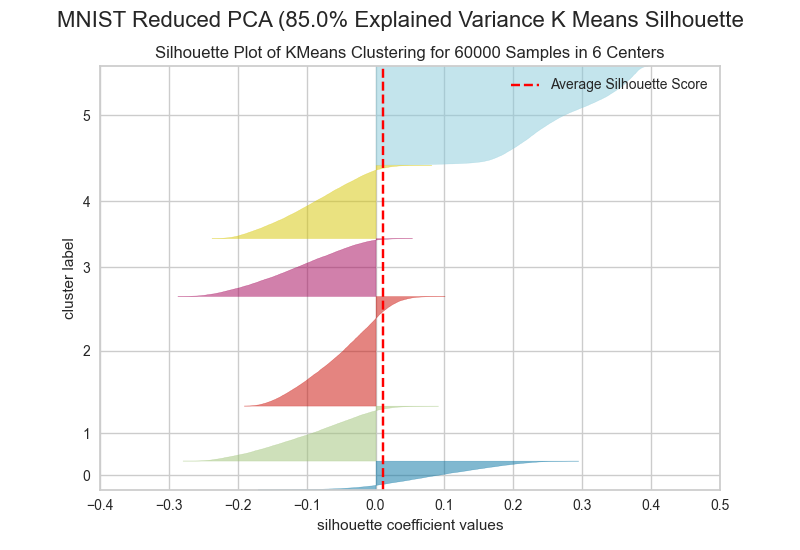 MNIST Reduced PCA (85.0% Explained Variance K Means Silhouette
Silhouette Plot of KMeans Clustering for 60000 Samples in 6 Centers
Average Silhouette Score
5
4
3
2
1
0
cluster label
−0.4 −0.3 −0.2 −0.1 0.0 0.1 0.2 0.3 0.4 0.5
silhouette coefficient values